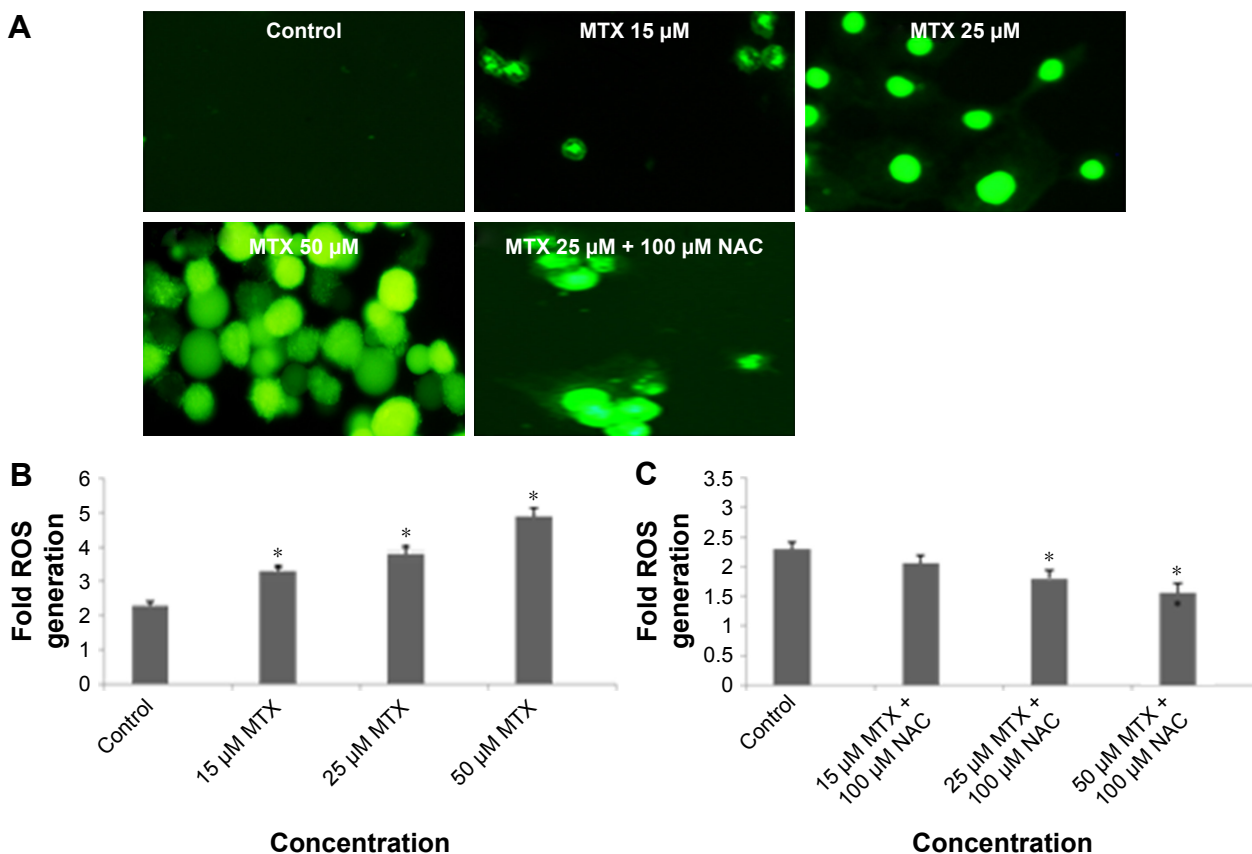 A
Control
MTX 15 µM
MTX 25 µM
MTX 50 µM
MTX 25 µM + 100 µM NAC
B
Fold ROS
generation
6
5
4
3
2
1
0
*
*
*
Control
15 µM MTX
25 µM MTX
50 µM MTX
Concentration
C
Fold ROS
generation
3.5
3
2.5
2
1.5
1
0.5
0
*
*
Control
15 µM MTX +
100 µM NAC
25 µM MTX +
100 µM NAC
50 µM MTX +
100 µM NAC
Concentration